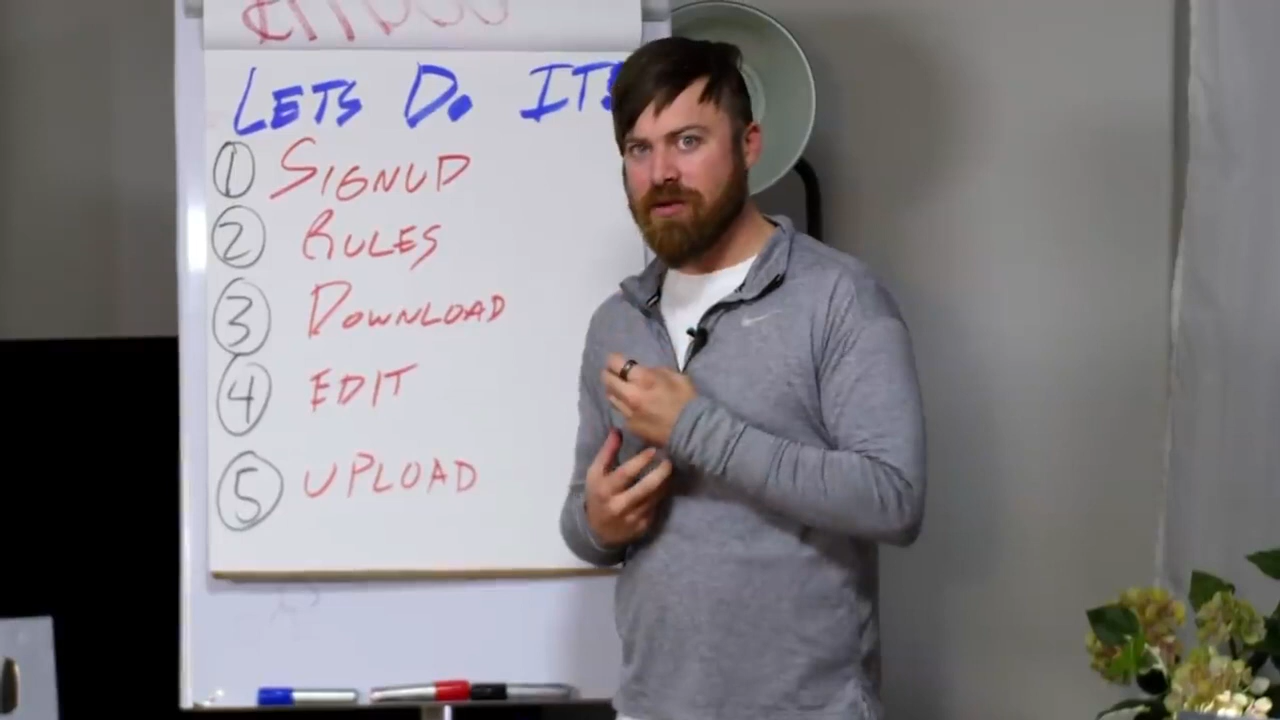 LETS DO IT!
1 SIGNUP
2 RULES
3 DOWNLOAD
4 EDIT
5 UPLOAD